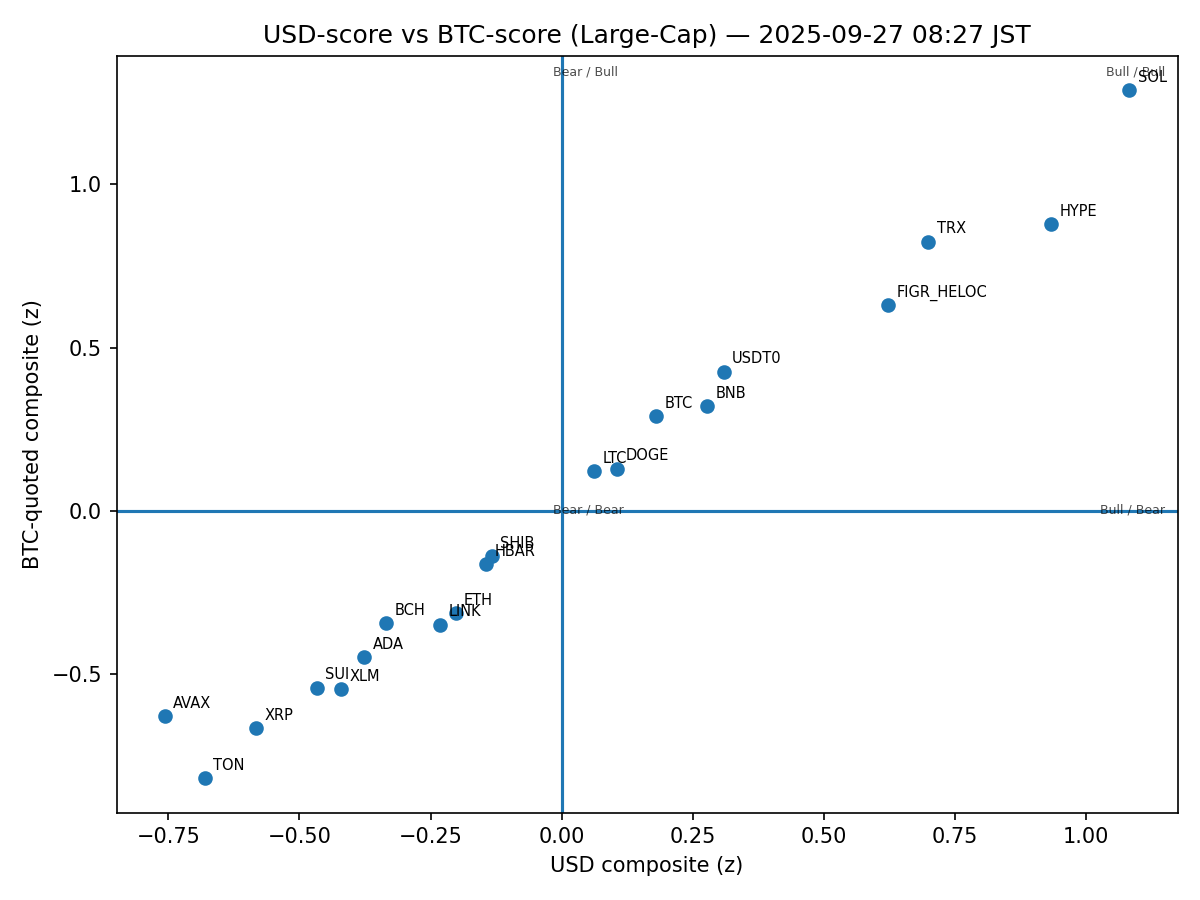 USD-score vs BTC-score (Large-Cap) — 2025-09-27 08:27 JST
Bear / Bull
Bull / Bull
SOL
1.0
HYPE
TRX
FIGR_HELOC
0.5
USDT0
BNB
BTC
DOGE
LTC
0.0
Bear / Bear
Bull / Bear
SHIB
HBAR
ETH
LINK
BCH
ADA
SUI
XLM
−0.5
AVAX
XRP
TON
−0.75
−0.50
−0.25
0.00
0.25
0.50
0.75
1.00
USD composite (z)
BTC-quoted composite (z)